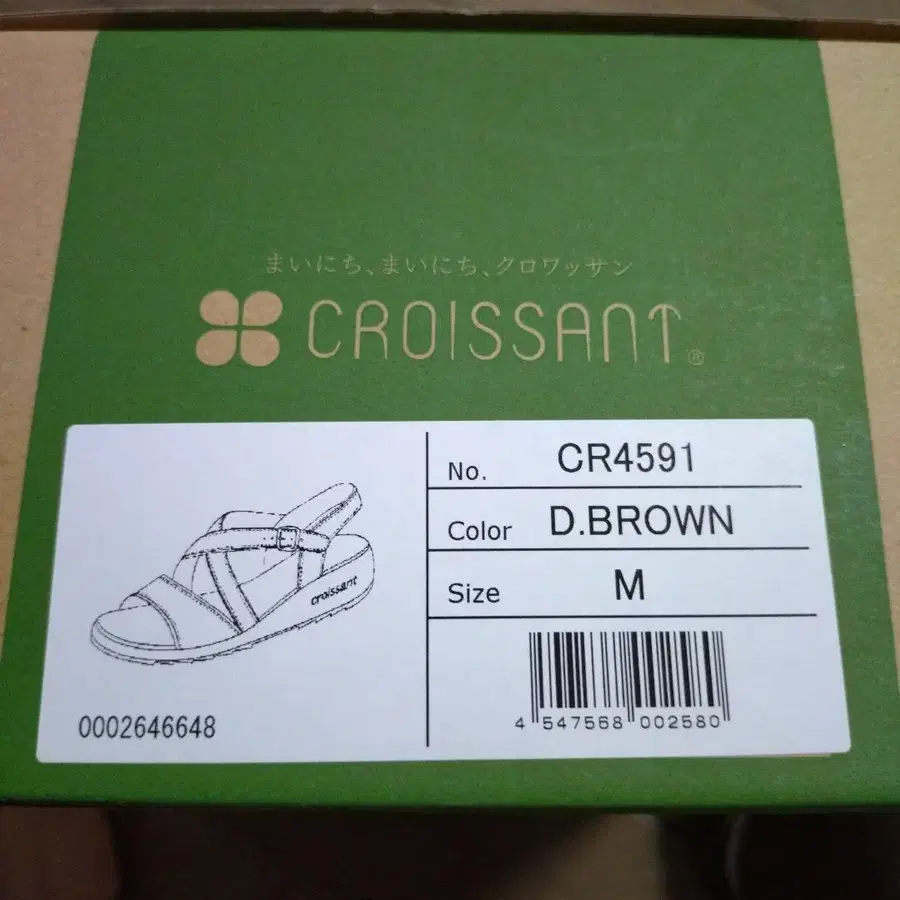 まいにち、まいにち、クロワッサン
CROISSANT®
No. CR4591
Color D.BROWN
Size M
croissant
0002646648
4 547568 002580